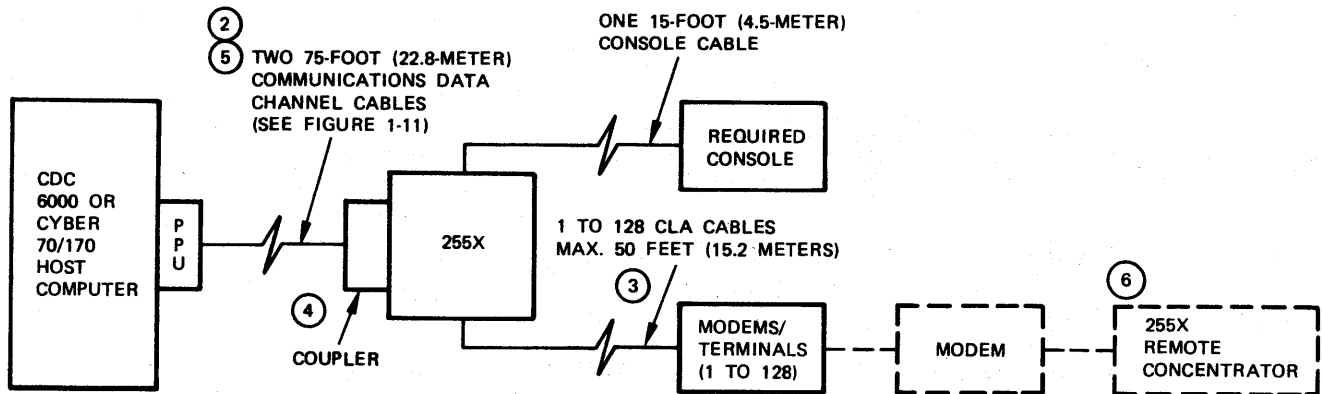 2
5
TWO 75-FOOT (22.8-METER)
COMMUNICATIONS DATA
CHANNEL CABLES
(SEE FIGURE 1-11)
ONE 15-FOOT (4.5-METER)
CONSOLE CABLE
REQUIRED
CONSOLE
CDC
6000 OR
CYBER
70/170
HOST
COMPUTER
P
P
U
255X
4
COUPLER
1 TO 128 CLA CABLES
MAX. 50 FEET (15.2 METERS)
3
MODEMS/
TERMINALS
(1 TO 128)
MODEM
6
255X
REMOTE
CONCENTRATOR